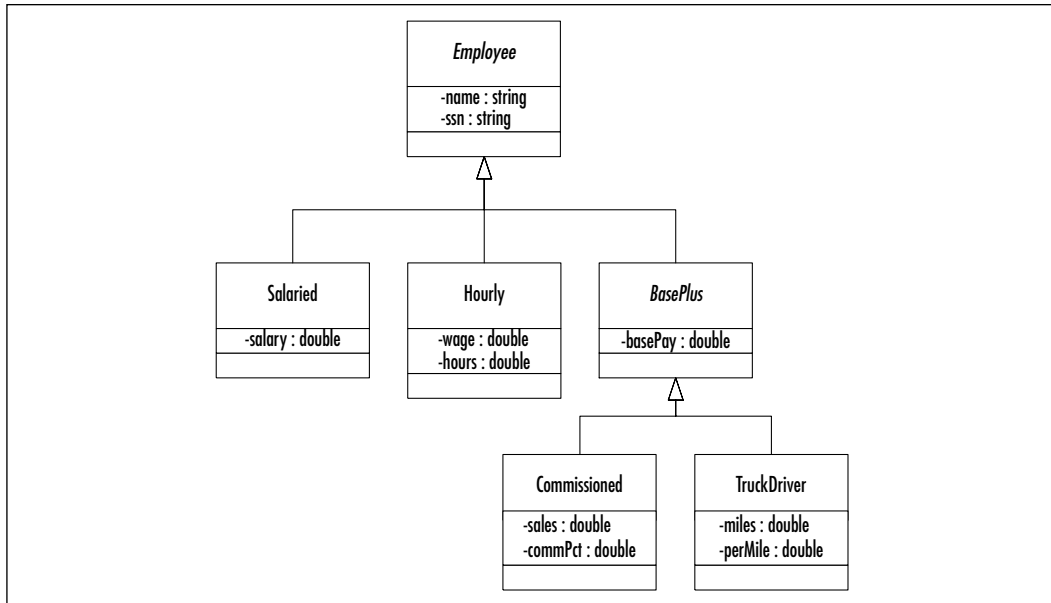 Employee
-name : string
-ssn : string
Salaried
-salary : double
Hourly
-wage : double
-hours : double
BasePlus
-basePay : double
Commissioned
-sales : double
-commPct : double
TruckDriver
-miles : double
-perMile : double